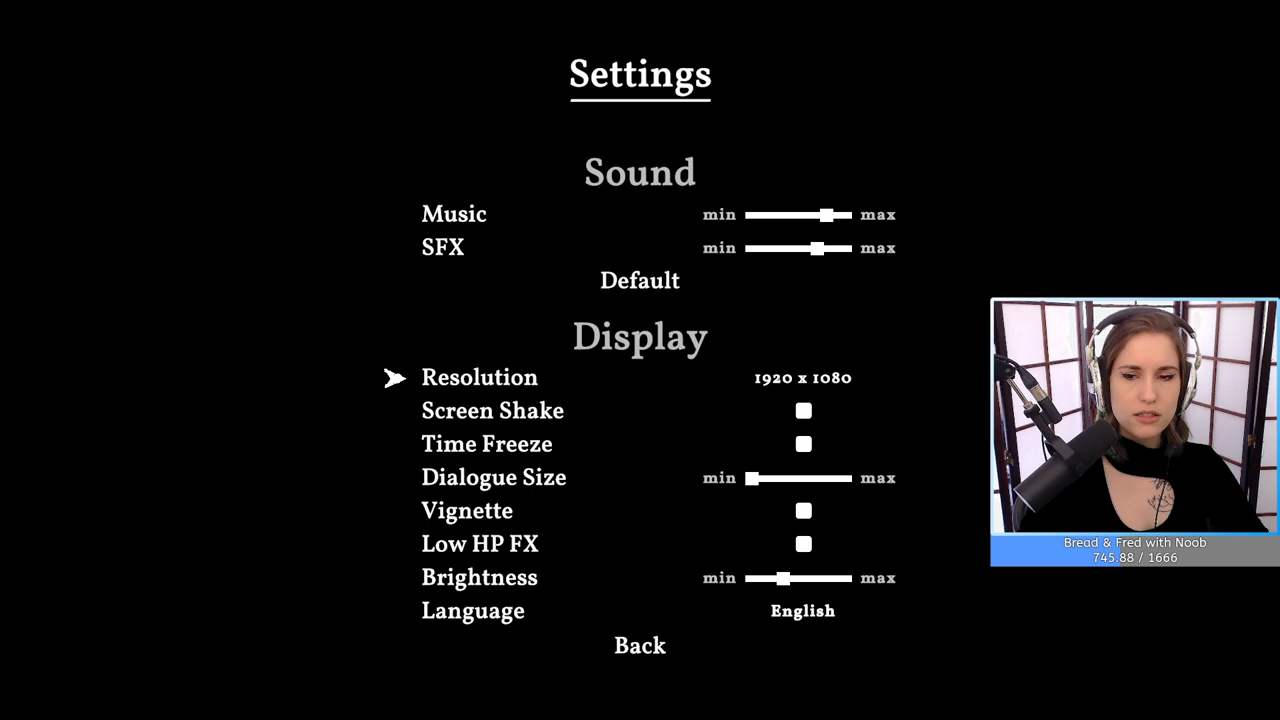 Settings
Sound
Music min max
SFX min max
Default
Display
Resolution 1920 x 1080
Screen Shake
Time Freeze
Dialogue Size min max
Vignette
Low HP FX
Brightness min max
Language English
Back
Bread & Fred with Noob
745.88 / 1666